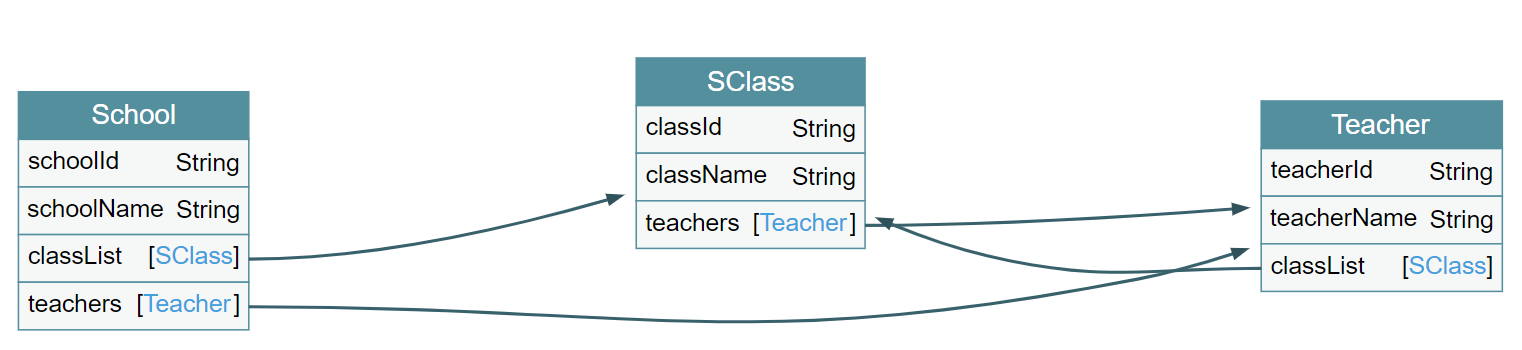 School
schoolId String
schoolName String
classList [SClass]
teachers [Teacher]
SClass
classId String
className String
teachers [Teacher]
Teacher
teacherId String
teacherName String
classList [SClass]